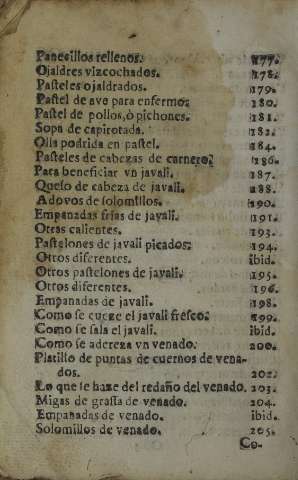 Panecillos rellenos. 177.
Ojaldres vizcochados. 178.
Pasteles ojaldrados. 179.
Pastel de ave para enfermo: 180.
Pastel de pollos, ò pichones. 181.
Sopa de capirotada. 182.
Olla podrida en pastel. 184.
Pasteles de cabezas de carnero. 186.
Para beneficiar vn javali. 187.
Queso de cabeza de javali. 188.
Adovos de solomillos. 190.
Empanadas frias de javali. 191.
Otras calientes. 193.
Pastelones de javali picados: 194.
Otros diferentes. ibid.
Otros pastelones de javali. 195.
Otros diferentes. 196.
Empanadas de javali. 198.
Como se cueze el javali fresco. 199.
Como se sala el javali. ibid.
Como se adereza vn venado. 200.
Platillo de puntas de cuernos de vena-
dos. 202.
Lo que se haze del redaño del venado. 203.
Migas de grassa de venado. 204.
Empanadas de venado. ibid.
Solomillos de venado. 205.
Co-